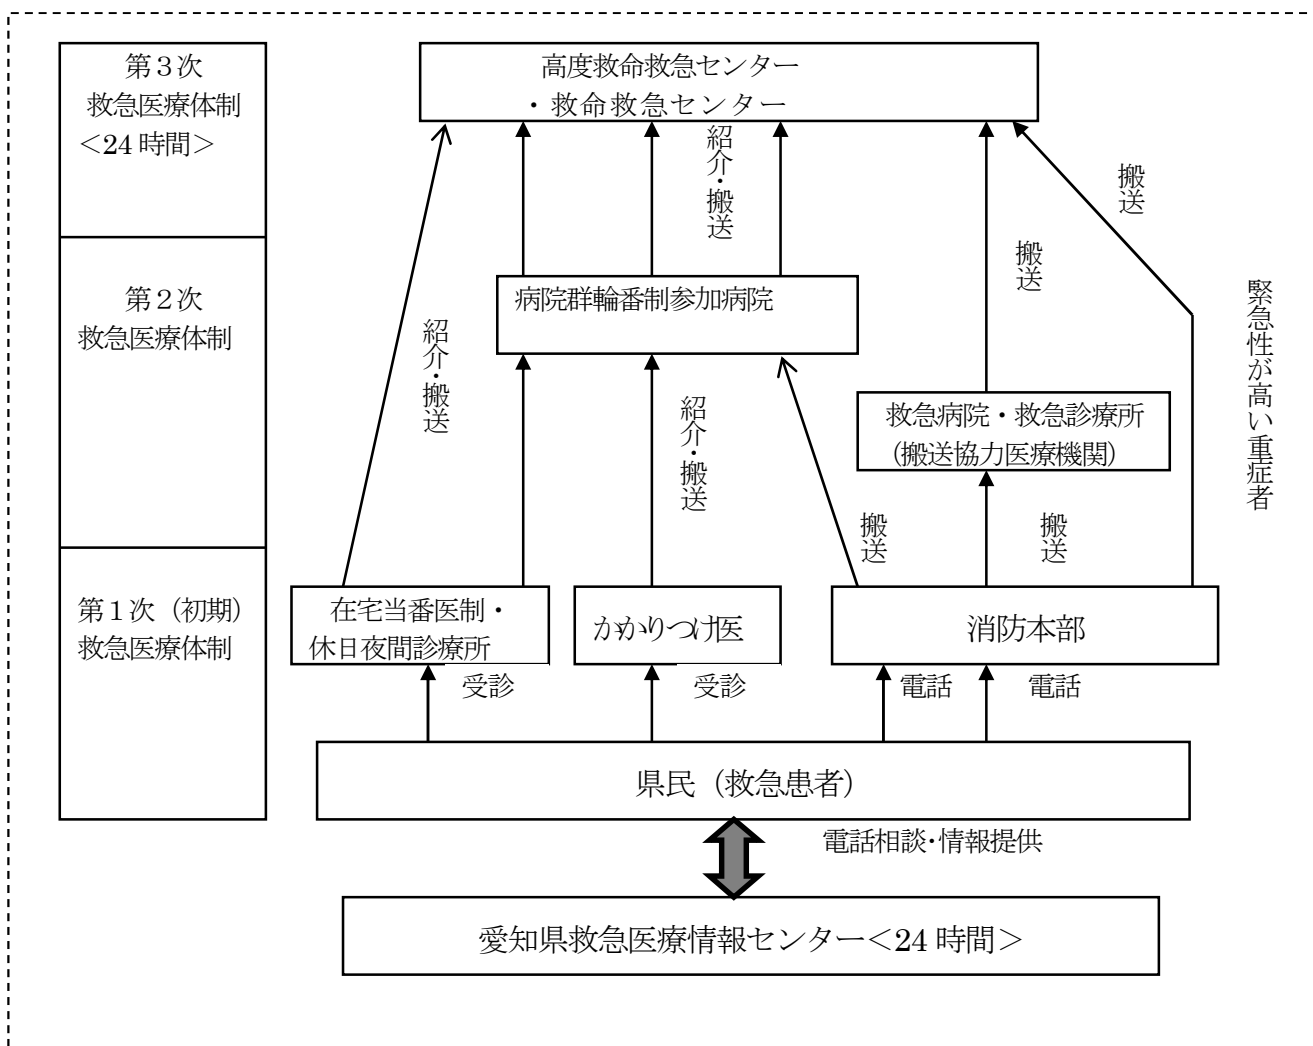 第３次
救急医療体制
＜24 時間＞
高度救命救急センター
・救命救急センター
紹介・搬送
搬送
搬送
第２次
救急医療体制
病院群輪番制参加病院
緊急性が高い重症者
紹介・搬送
紹介・搬送
救急病院・救急診療所
（搬送協力医療機関）
搬送
搬送
第１次（初期）
救急医療体制
在宅当番医制・
休日夜間診療所
かかりつけ医
消防本部
受診
受診
電話
電話
県民（救急患者）
電話相談・情報提供
愛知県救急医療情報センター＜24 時間＞